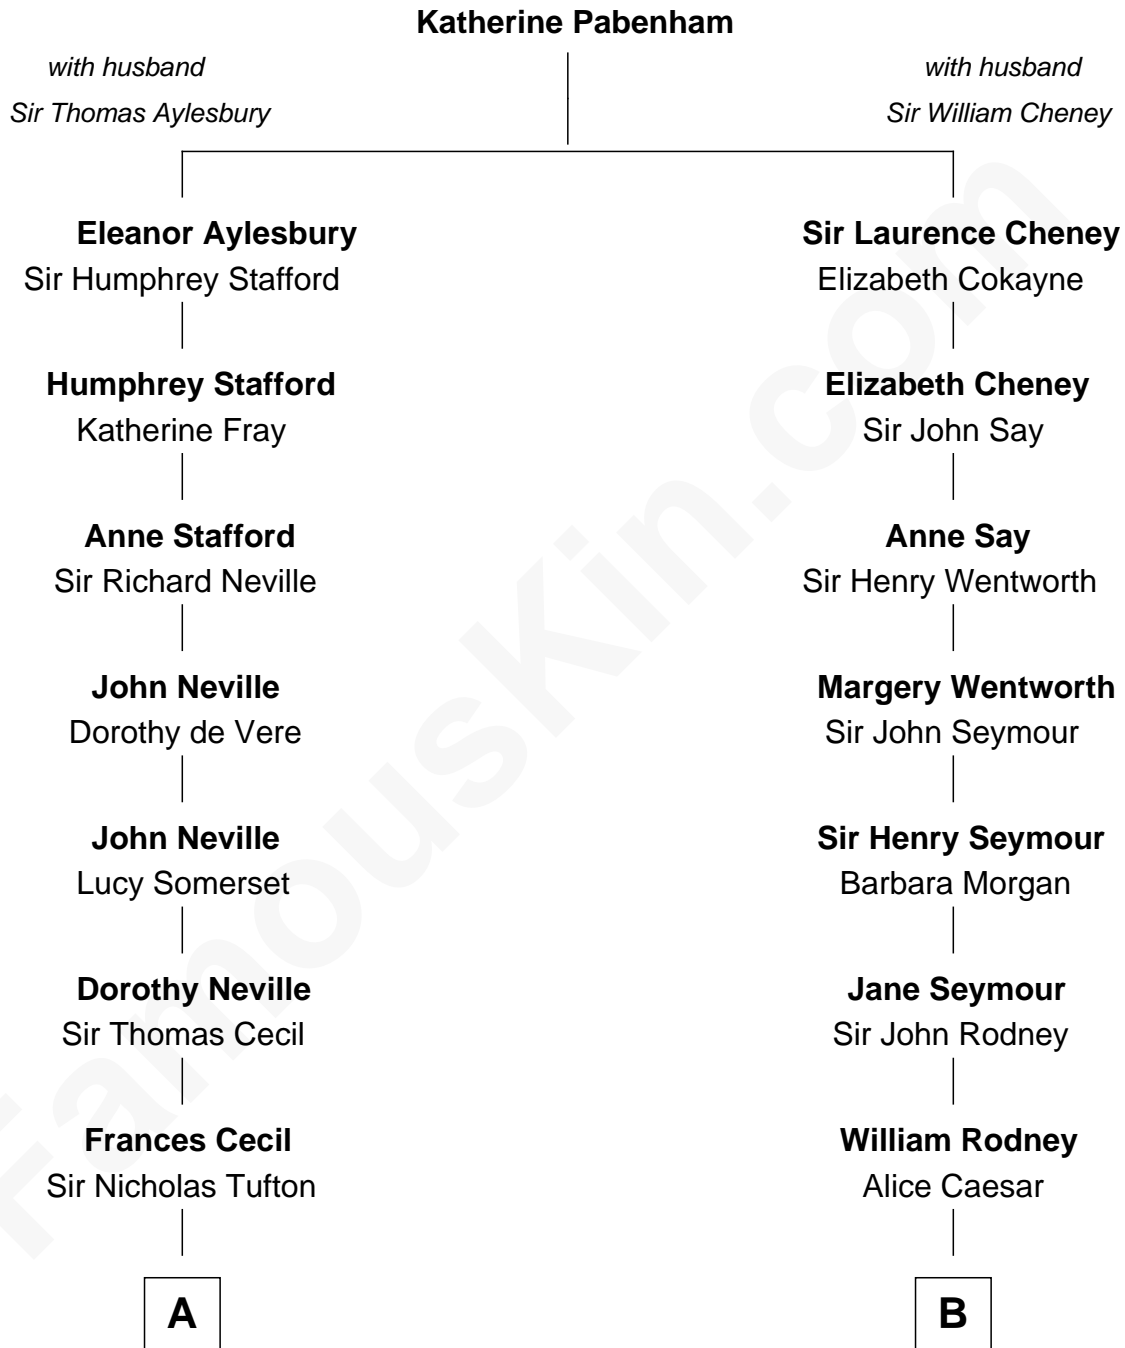 Katherine Pabenham
with husband
Sir Thomas Aylesbury
with husband
Sir William Cheney
Eleanor Aylesbury
Sir Humphrey Stafford
Humphrey Stafford
Katherine Fray
Anne Stafford
Sir Richard Neville
John Neville
Dorothy de Vere
John Neville
Lucy Somerset
Dorothy Neville
Sir Thomas Cecil
Frances Cecil
Sir Nicholas Tufton
A
Sir Laurence Cheney
Elizabeth Cokayne
Elizabeth Cheney
Sir John Say
Anne Say
Sir Henry Wentworth
Margery Wentworth
Sir John Seymour
Sir Henry Seymour
Barbara Morgan
Jane Seymour
Sir John Rodney
William Rodney
Alice Caesar
B
FamousKin.com